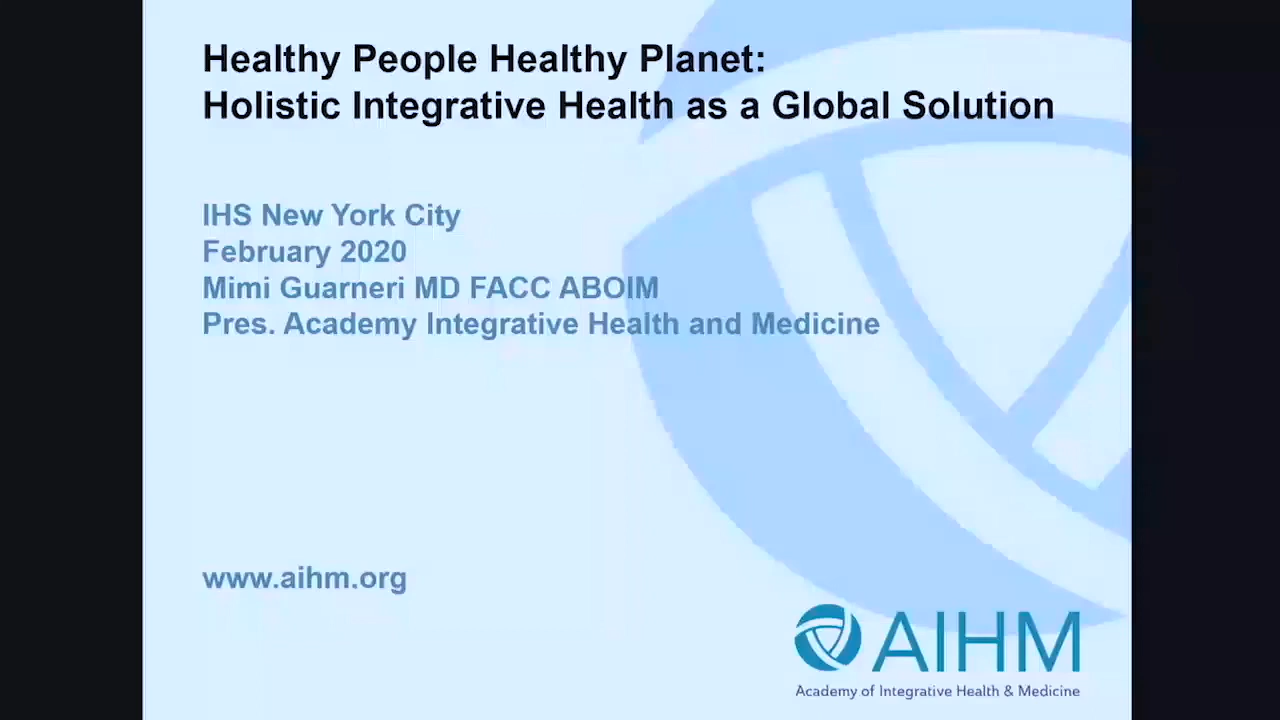 Healthy People Healthy Planet:
Holistic Integrative Health as a Global Solution
IHS New York City
February 2020
Mimi Guarneri MD FACC ABOIM
Pres. Academy Integrative Health and Medicine
www.aihm.org
AIHM
Academy of Integrative Health & Medicine